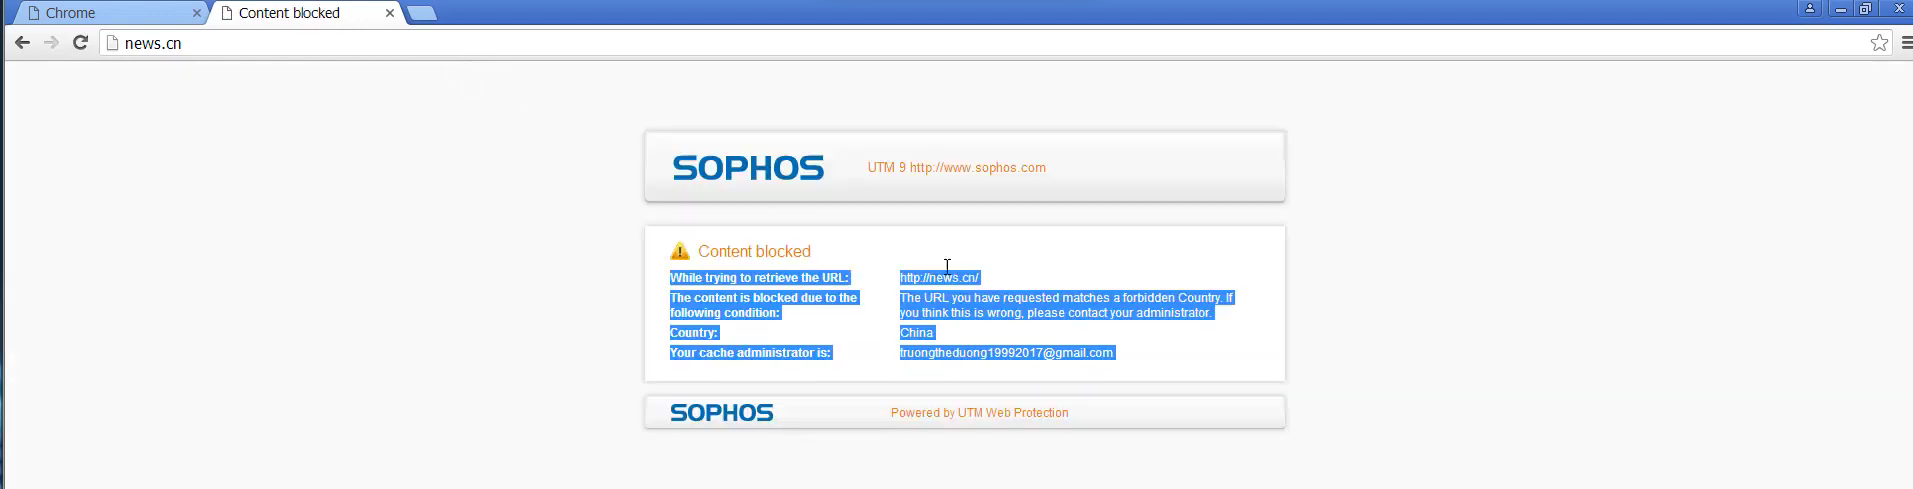 Chrome
Content blocked
news.cn
SOPHOS
UTM 9 http://www.sophos.com
Content blocked
While trying to retrieve the URL: http://news.cn/
The content is blocked due to the
following condition:
The URL you have requested matches a forbidden Country. If
you think this is wrong, please contact your administrator.
Country: China
Your cache administrator is: truongtheduong19992017@gmail.com
SOPHOS
Powered by UTM Web Protection